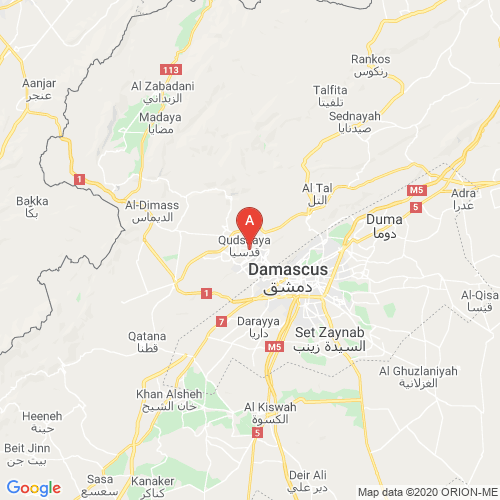 Rankos
رنكوس
113
Aanjar
عنجر
Al Zabadani
الزبداني
Talfita
تلفيتا
Madaya
مضايا
Sednayah
صيدنايا
1
Al Tal
التل
M5
Adra
عدرا
Bakka
بكا
Al-Dimass
الديماس
5
Duma
دوما
A
Qudsaya
قدسيا
Damascus
دمشق
1
Al-Qisa
قيسا
7
Darayya
داريا
Set Zaynab
السيدة زينب
Qatana
قطنا
M5
Al Ghuzlaniyah
الغزلانية
Khan Alsheh
خان الشيح
Al Kiswah
الكسوة
Heeneh
حينة
5
Beit Jinn
بيت جن
Sasa
سعسع
Kanaker
كناكر
Deir Ali
دير علي
Google
Map data ©2020 ORION-ME